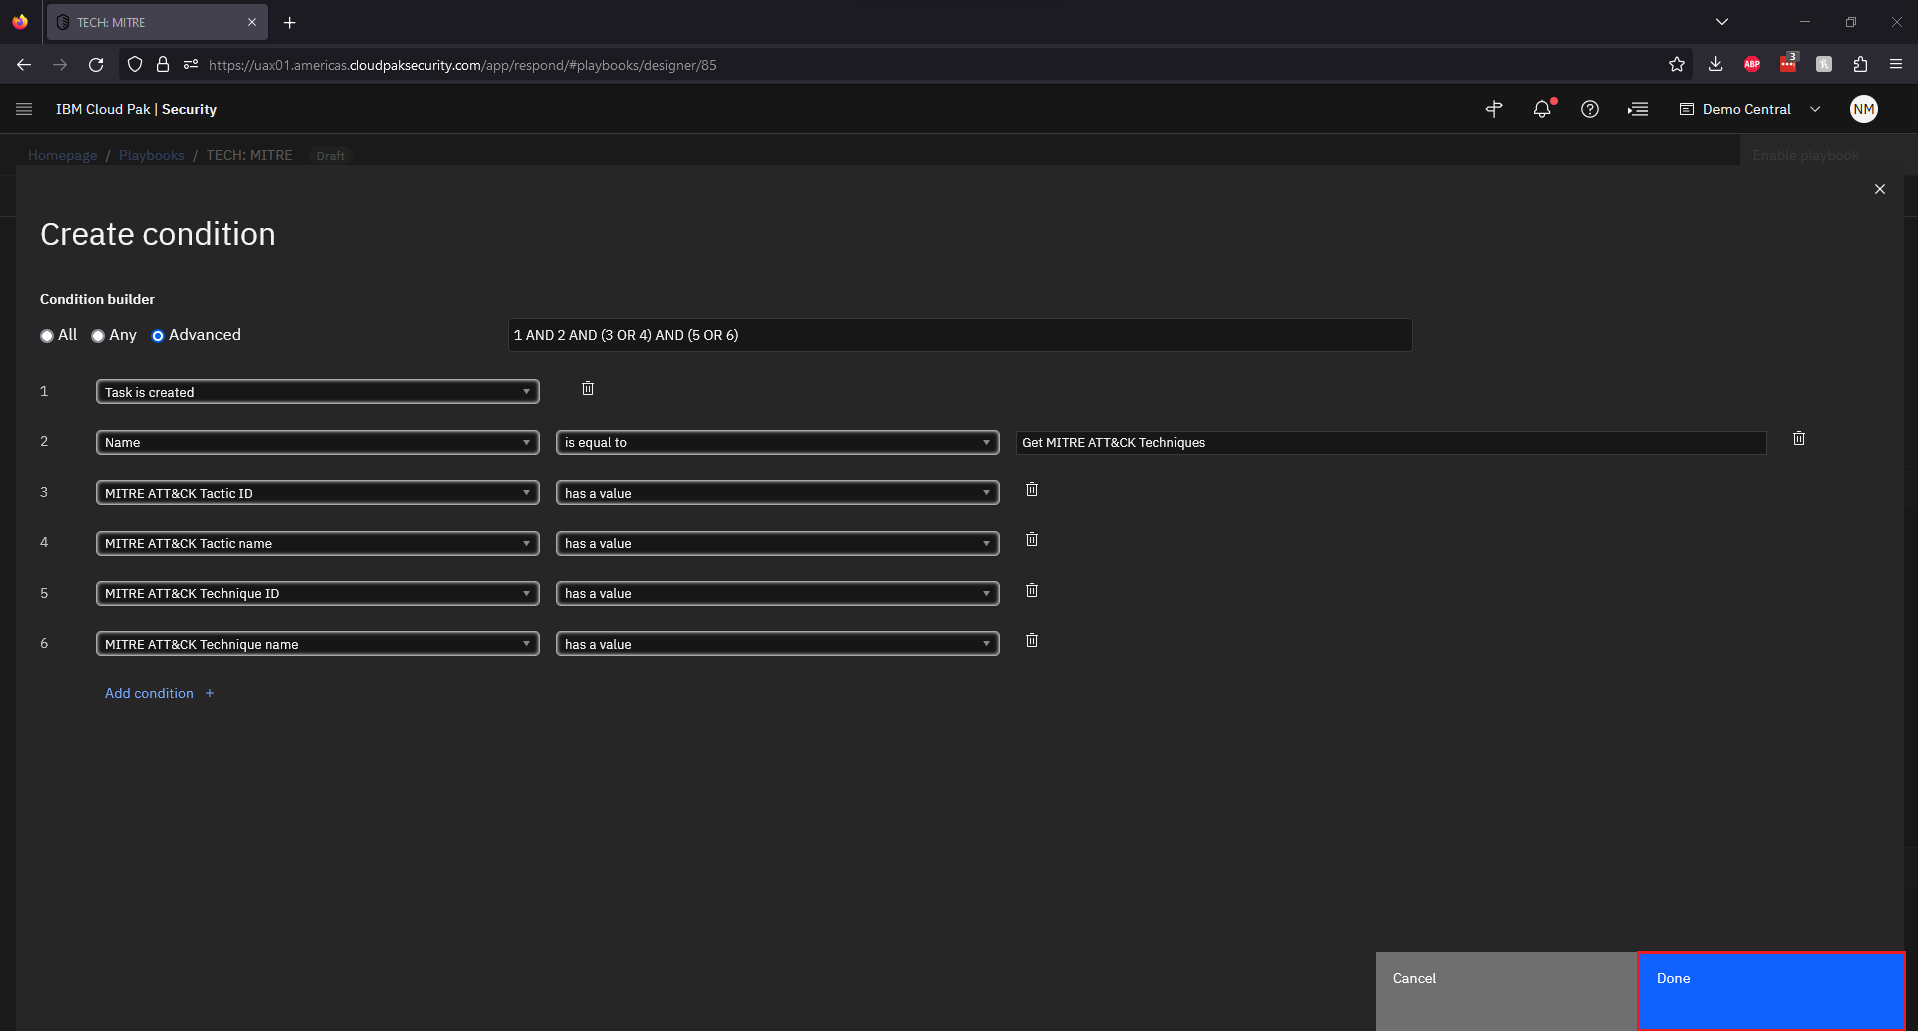 TECH: MITRE
https://uax01.americas.cloudpaksecurity.com/app/respond/#playbooks/designer/85
ABP
3
IBM Cloud Pak | Security
Demo Central
NM
Homepage / Playbooks / TECH: MITRE Draft
Enable playbook
Create condition
Condition builder
All Any Advanced
1 AND 2 AND (3 OR 4) AND (5 OR 6)
1 Task is created
2 Name is equal to Get MITRE ATT&CK Techniques
3 MITRE ATT&CK Tactic ID has a value
4 MITRE ATT&CK Tactic name has a value
5 MITRE ATT&CK Technique ID has a value
6 MITRE ATT&CK Technique name has a value
Add condition +
Cancel
Done